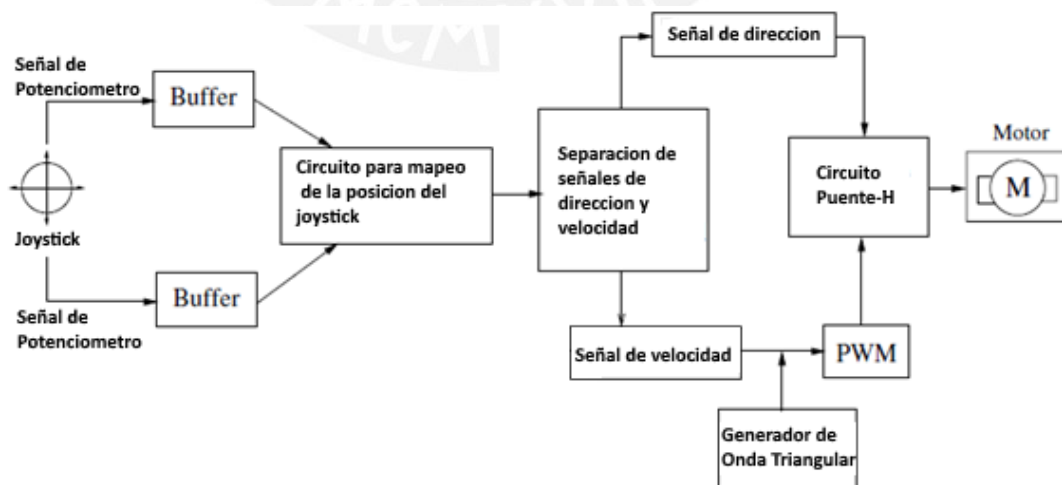 Señal de
Potenciometro
Buffer
Joystick
Señal de
Potenciometro
Buffer
Circuito para mapeo
de la posicion del
joystick
Separacion de
señales de
direccion y
velocidad
Señal de direccion
Señal de velocidad
Generador de
Onda Triangular
PWM
Circuito
Puente-H
Motor
M